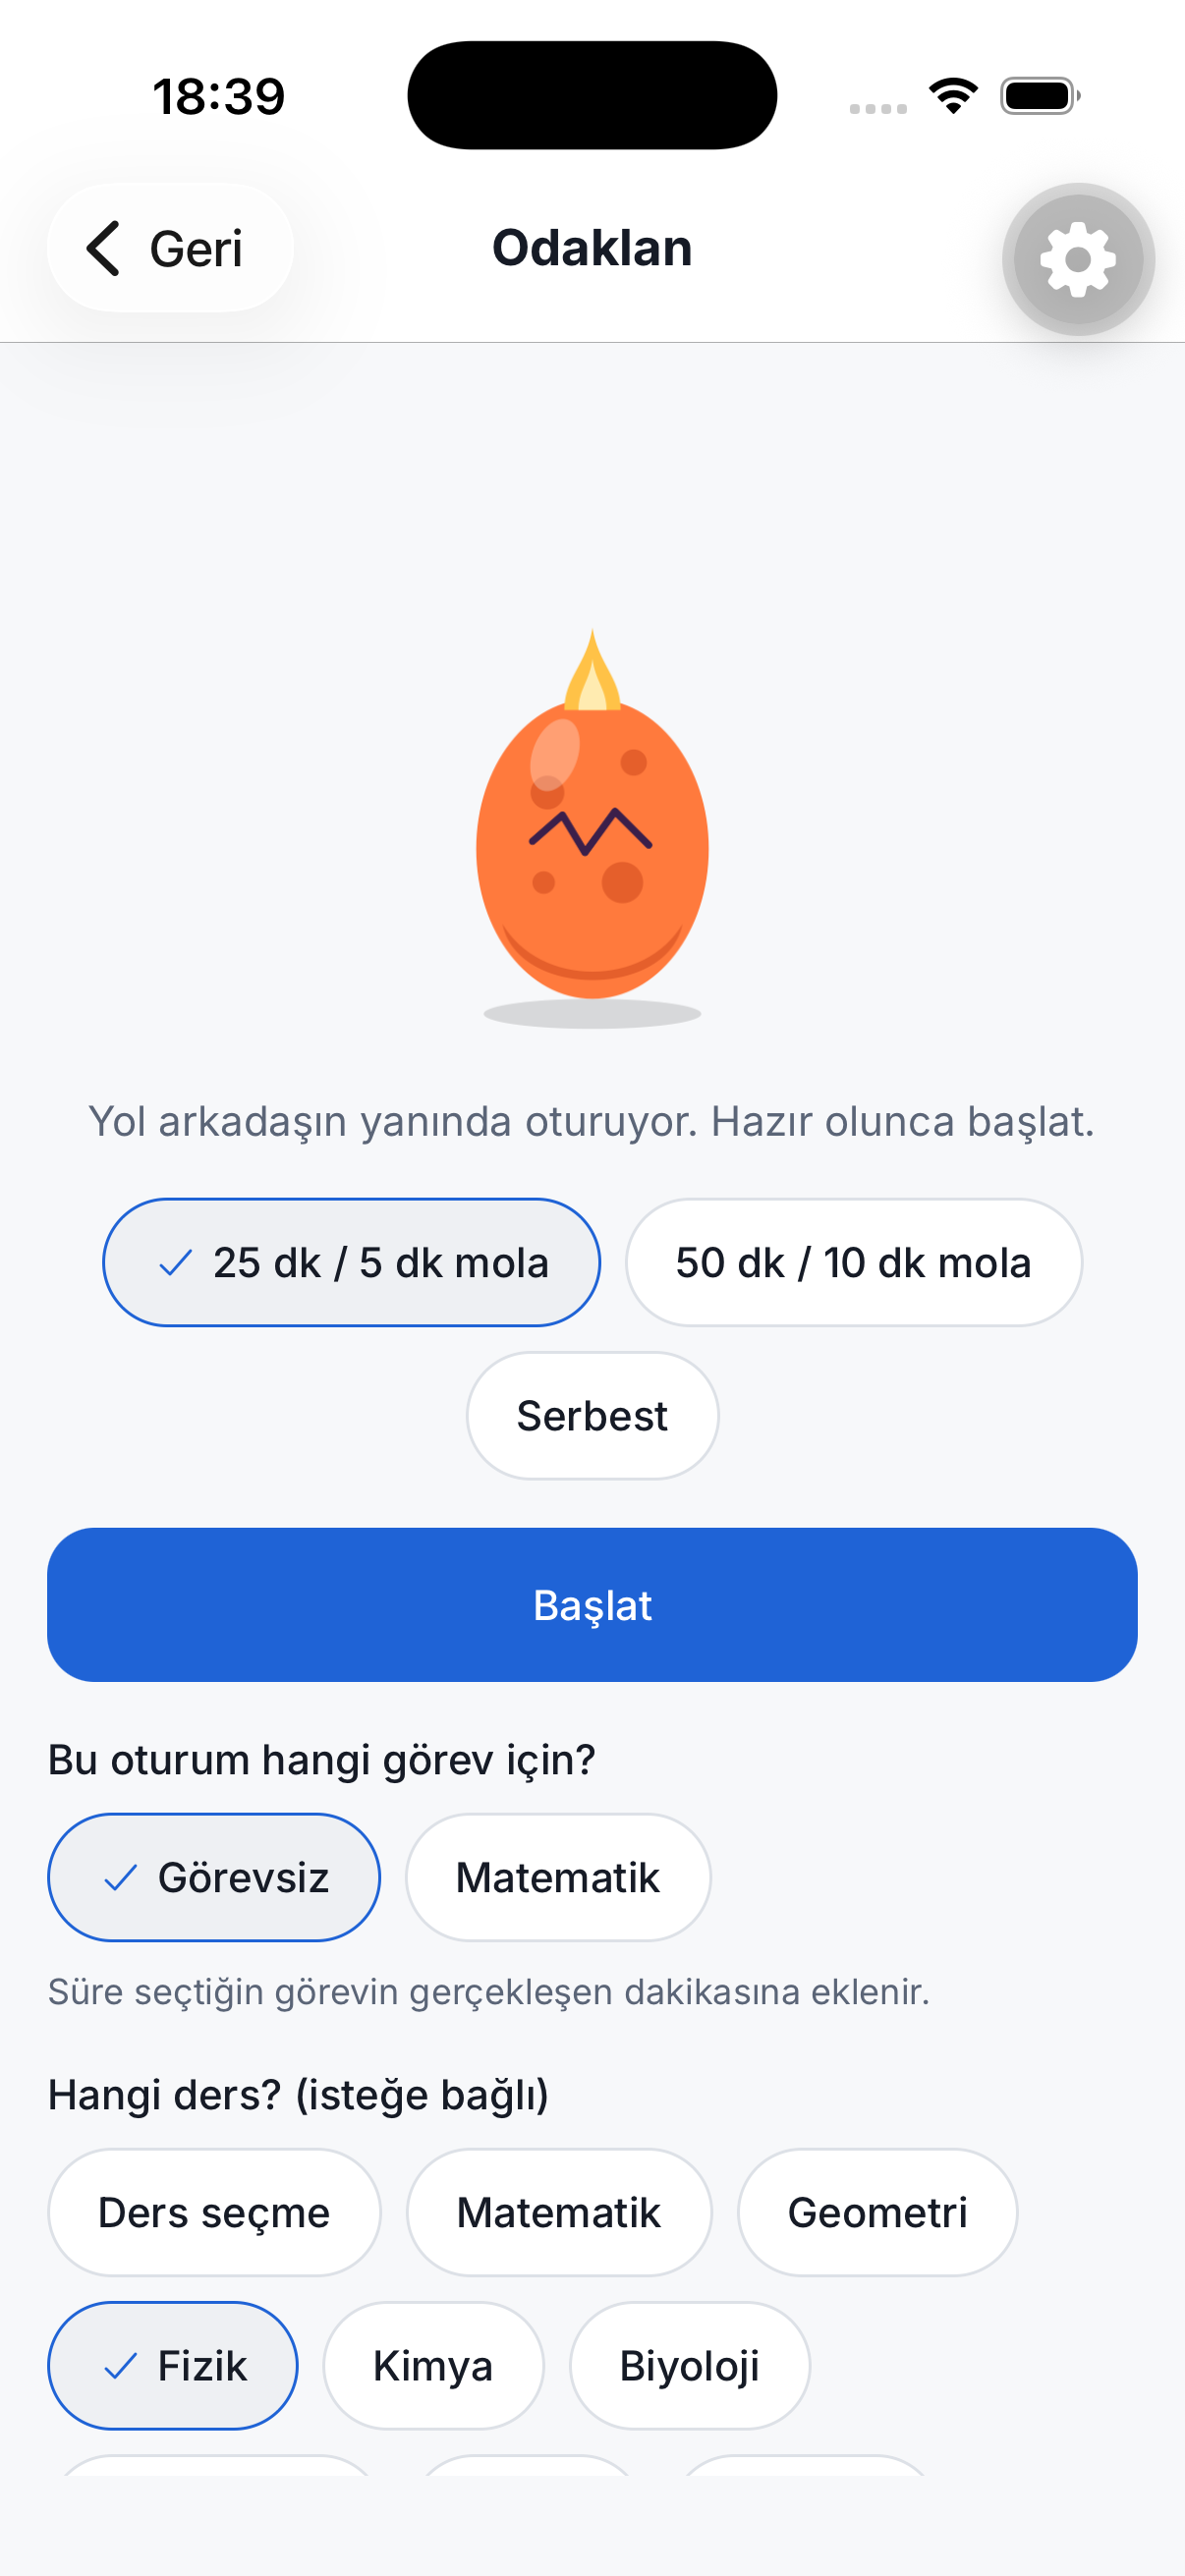 18:39
Geri
Odaklan
Yol arkadaşın yanında oturuyor. Hazır olunca başlat.
25 dk / 5 dk mola
50 dk / 10 dk mola
Serbest
Başlat
Bu oturum hangi görev için?
Görevsiz
Matematik
Süre seçtiğin görevin gerçekleşen dakikasına eklenir.
Hangi ders? (isteğe bağlı)
Ders seçme
Matematik
Geometri
Fizik
Kimya
Biyoloji